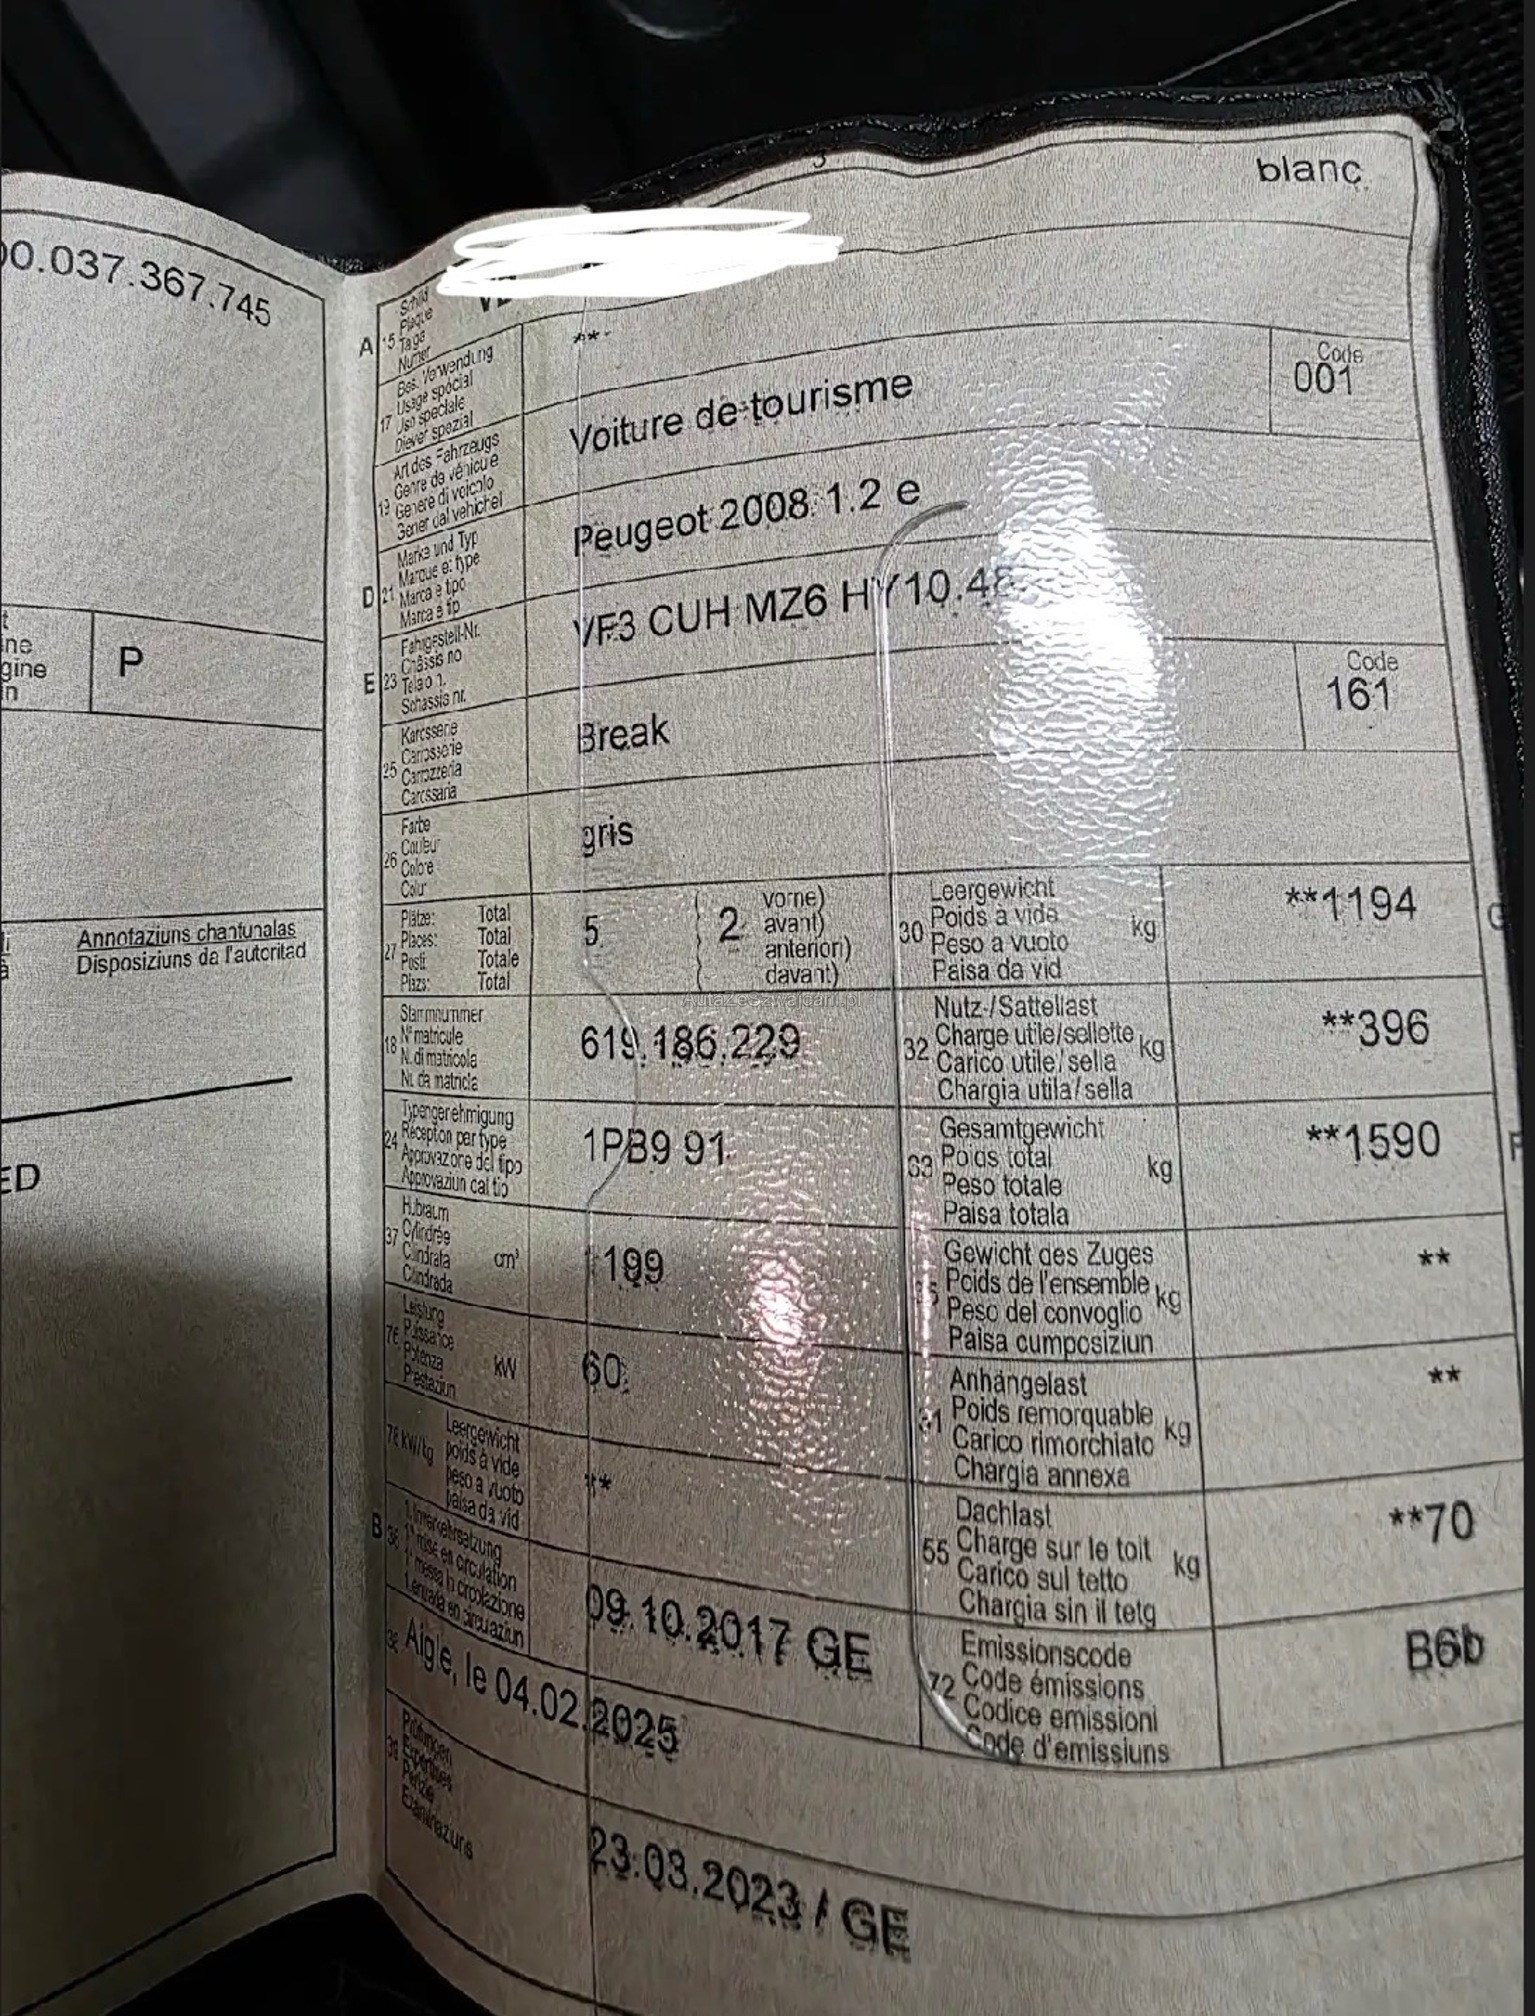 00.037.367.745
P
Annotaziuns chantunalas
Disposiziuns da l'autoritad
ED
blanc
A
15 Schild
Plaque
Targa
Numer
17 Bes. Verwendung
Usage spécial
Uso speciale
Diever spezial
**
19 Art des Fahrzeugs
Genre de véhicule
Genere di veicolo
Gener dal vehichel
Voiture de tourisme
Code
001
D 21 Marke und Typ
Marque et type
Marca e tipo
Marca e tip
Peugeot 2008 1.2 e
E 23 Fahrgestell-Nr.
Châssis no
Telaio n.
Schassis nr.
VF3 CUH MZ6 HY10.48
25 Karosserie
Carrosserie
Carrozzeria
Carossaria
Break
Code
161
26 Farbe
Couleur
Colore
Colur
gris
27 Plätze: Total
Places: Total
Posti: Totale
Plazs: Total
5
2
vorne)
avant)
anteriori)
davant)
30 Leergewicht
Poids à vide
Peso a vuoto
Paisa da vid
kg
**1194
AutaZeSzwajcarii.pl
18 Stammnummer
N° matricule
N. di matricola
Nr. da matricla
619.186.229
32 Nutz-/Sattellast
Charge utile/sellette
Carico utile/sella
Chargia utila/sella
kg
**396
24 Typengenehmigung
Réception par type
Approvazione del tipo
Approvaziun dal tip
1PB9 91
33 Gesamtgewicht
Poids total
Peso totale
Paisa totala
kg
**1590
37 Hubraum
Cylindrée
Cilindrata
Cilindrada
cm³
1199
35 Gewicht des Zuges
Poids de l'ensemble
Peso del convoglio
Paisa cumposiziun
kg
**
76 Leistung
Puissance
Potenza
Prestaziun
kW
60
31 Anhängelast
Poids remorquable
Carico rimorchiato
Chargia annexa
kg
**
78 kW/kg
Leergewicht
poids à vide
peso a vuoto
paisa da vid
**
55 Dachlast
Charge sur le toit
Carico sul tetto
Chargia sin il tetg
kg
**70
B 36 1. Inverkehrsetzung
1re mise en circulation
1a messa in circolazione
1. entrada en circulaziun
09.10.2017 GE
72 Emissionscode
Code émissions
Codice emissioni
Code d'emissiuns
B6b
38 Aigle, le 04.02.2025
39 Prüfungen
Expertises
Perizie
Examinaziuns
23.03.2023 / GE